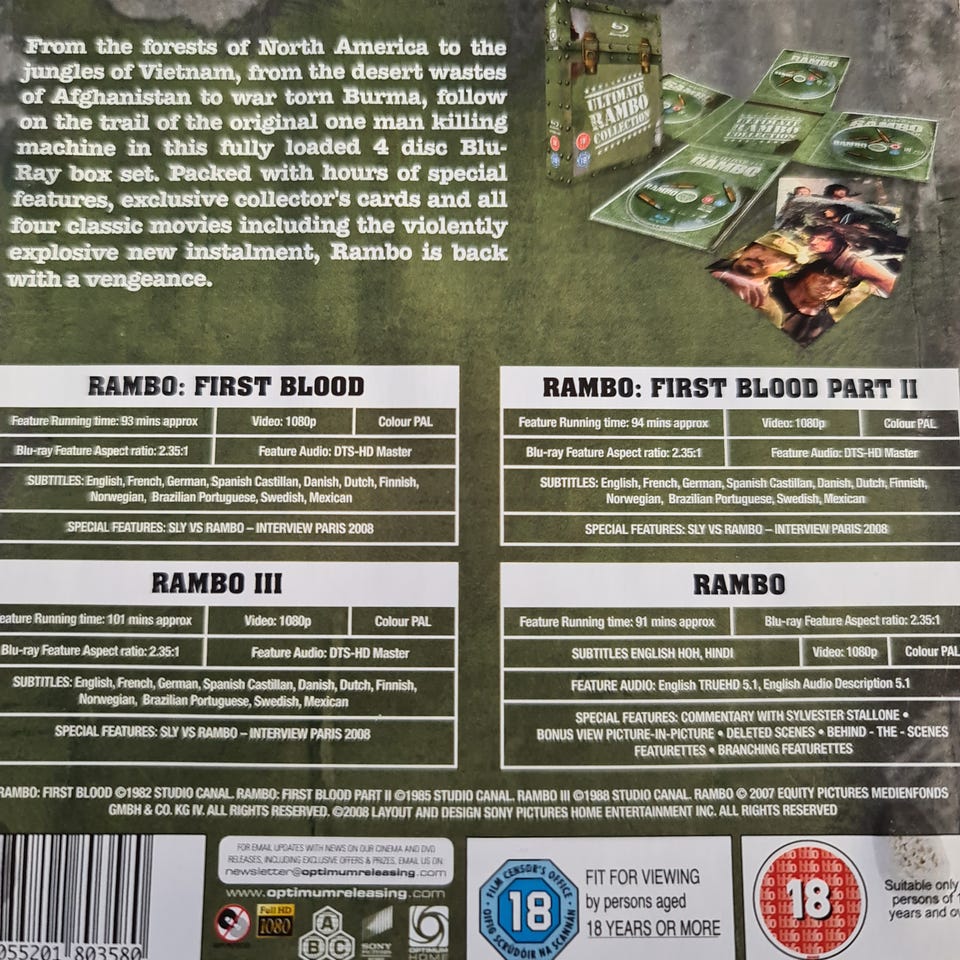 From the forests of North America to the
jungles of Vietnam, from the desert wastes
of Afghanistan to war torn Burma, follow
on the trail of the original one man killing
machine in this fully loaded 4 disc Blu-
Ray box set. Packed with hours of special
features, exclusive collector's cards and all
four classic movies including the violently
explosive new instalment, Rambo is back
with a vengeance.
ULTIMATE
RAMBO
COLLECTION
RAMBO
RAMBO
RAMBO
RAMBO: FIRST BLOOD
Feature Running time: 93 mins approx
Video: 1080p
Colour PAL
Blu-ray Feature Aspect ratio: 2.35:1
Feature Audio: DTS-HD Master
SUBTITLES: English, French, German, Spanish Castillan, Danish, Dutch, Finnish,
Norwegian, Brazilian Portuguese, Swedish, Mexican
SPECIAL FEATURES: SLY VS RAMBO – INTERVIEW PARIS 2008
RAMBO: FIRST BLOOD PART II
Feature Running time: 94 mins approx
Video: 1080p
Colour PAL
Blu-ray Feature Aspect ratio: 2.35:1
Feature Audio: DTS-HD Master
SUBTITLES: English, French, German, Spanish Castillan, Danish, Dutch, Finnish,
Norwegian, Brazilian Portuguese, Swedish, Mexican
SPECIAL FEATURES: SLY VS RAMBO – INTERVIEW PARIS 2008
RAMBO III
eature Running time: 101 mins approx
Video: 1080p
Colour PAL
Blu-ray Feature Aspect ratio: 2.35:1
Feature Audio: DTS-HD Master
SUBTITLES: English, French, German, Spanish Castillan, Danish, Dutch, Finnish,
Norwegian, Brazilian Portuguese, Swedish, Mexican
SPECIAL FEATURES: SLY VS RAMBO – INTERVIEW PARIS 2008
RAMBO
Feature Running time: 91 mins approx
Blu-ray Feature Aspect ratio: 2.35:1
SUBTITLES ENGLISH HOH, HINDI
Video: 1080p
Colour PAL
FEATURE AUDIO: English TRUEHD 5.1, English Audio Description 5.1
SPECIAL FEATURES: COMMENTARY WITH SYLVESTER STALLONE •
BONUS VIEW PICTURE-IN-PICTURE • DELETED SCENES • BEHIND - THE - SCENES
FEATURETTES • BRANCHING FEATURETTES
RAMBO: FIRST BLOOD ©1982 STUDIO CANAL. RAMBO: FIRST BLOOD PART II ©1985 STUDIO CANAL. RAMBO III ©1988 STUDIO CANAL. RAMBO © 2007 EQUITY PICTURES MEDIENFONDS
GMBH & CO. KG IV. ALL RIGHTS RESERVED. ©2008 LAYOUT AND DESIGN SONY PICTURES HOME ENTERTAINMENT INC. ALL RIGHTS RESERVED
055201 803580
FOR EMAIL UPDATES WITH NEWS ON OUR CINEMA AND DVD
RELEASES, INCLUDING EXCLUSIVE OFFERS & PRIZES, EMAIL US ON:
newsletter@optimumreleasing.com
www.optimumreleasing.com
Full HD
1080
A
B C
SONY
OPTIMUM
HOME
FILM CENSOR'S OFFICE
18
OIFIG SCRÚDÓIR NA SCANNÁN
FIT FOR VIEWING
by persons aged
18 YEARS OR MORE
18
Suitable only
persons of 1
years and ov